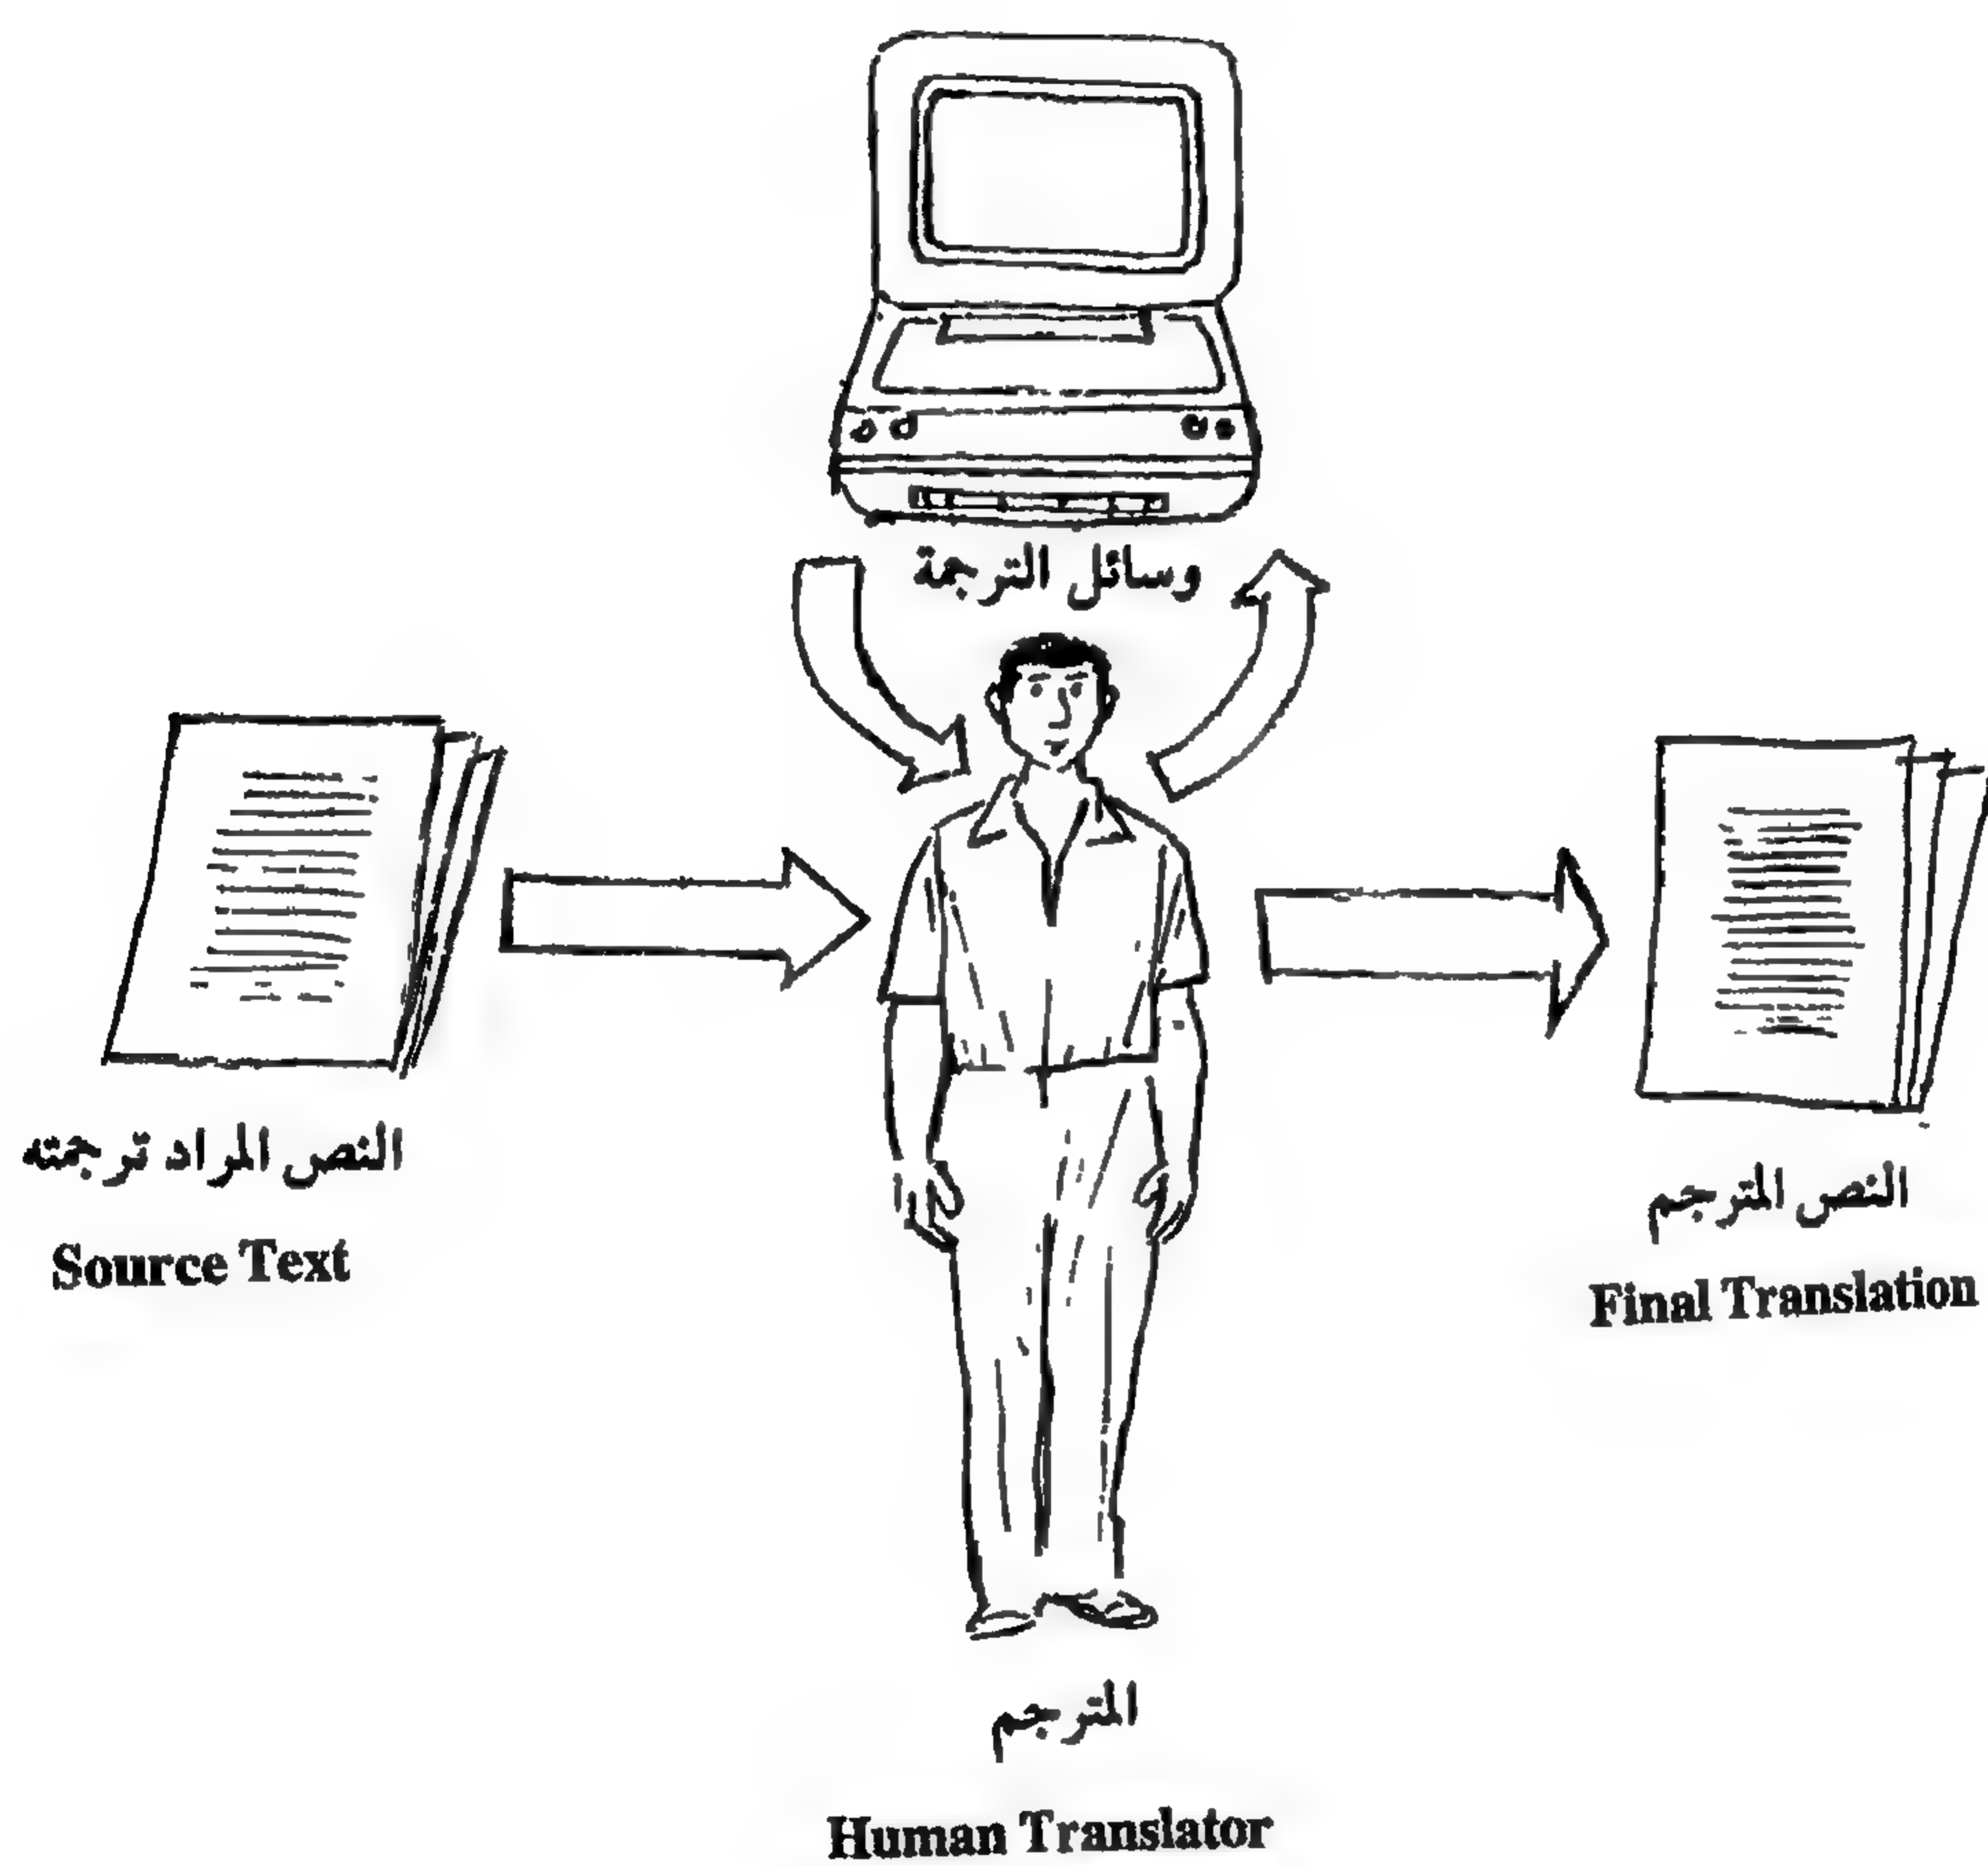 وسائل الترجمة
النص المراد ترجمته
Source Text
النص المترجم
Final Translation
المترجم
Human Translator